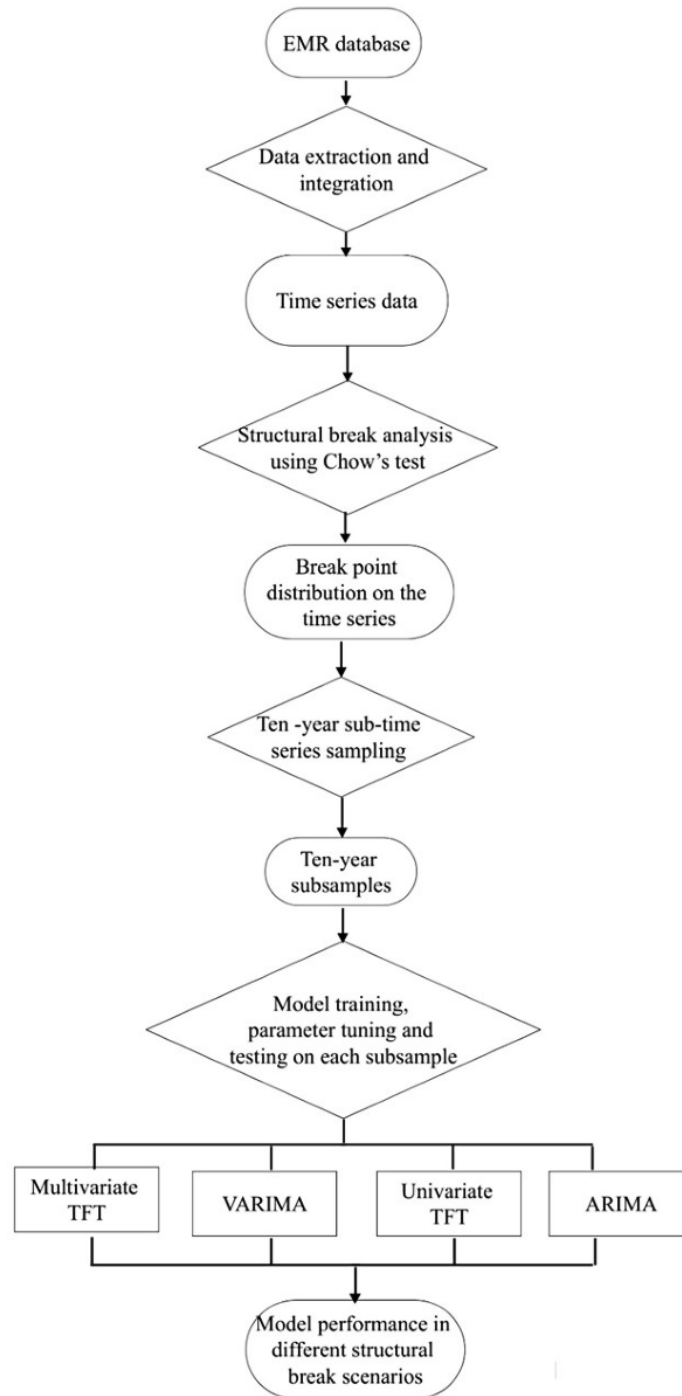 EMR database
Data extraction and
integration
Time series data
Structural break analysis
using Chow's test
Break point
distribution on the
time series
Ten -year sub-time
series sampling
Ten-year
subsamples
Model training,
parameter tuning and
testing on each subsample
Multivariate
TFT
VARIMA
Univariate
TFT
ARIMA
Model performance in
different structural
break scenarios